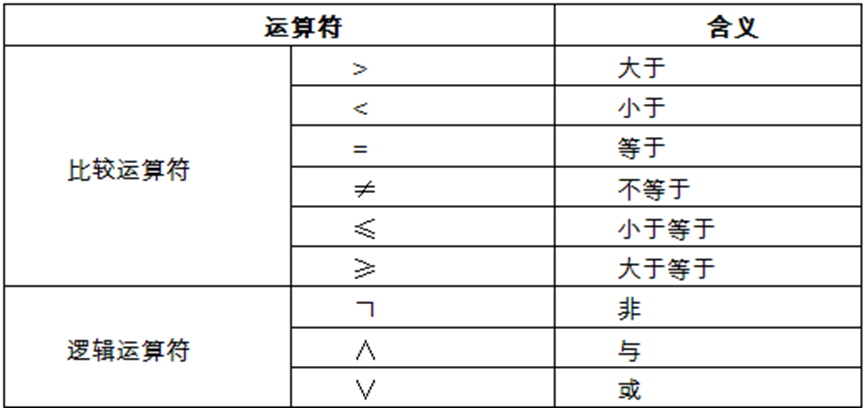 运算符 含义
比较运算符
> 大于
< 小于
= 等于
≠ 不等于
⩽ 小于等于
⩾ 大于等于
逻辑运算符
ㄱ 非
∧ 与
∨ 或